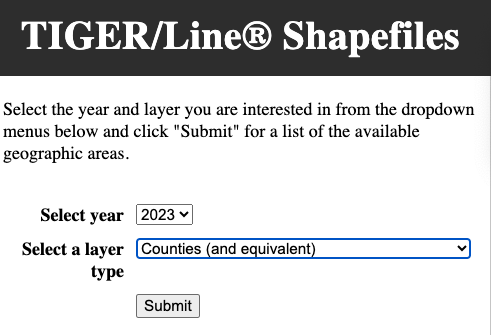 TIGER/Line® Shapefiles
Select the year and layer you are interested in from the dropdown
menus below and click "Submit" for a list of the available
geographic areas.
Select year 2023
Select a layer Counties (and equivalent)
type
Submit